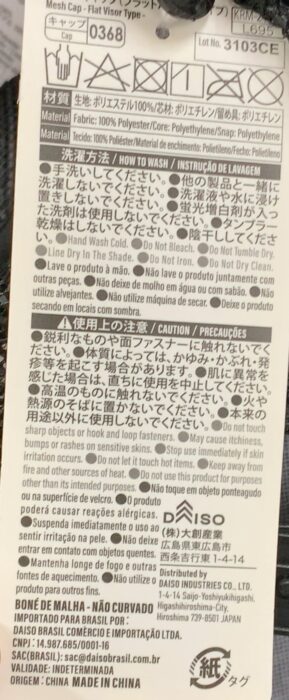 Mesh Cap - Flat Visor Type -
キャップ
Cap
0368
Lot No. 3103CE
L695
材質 生地: ポリエステル100%/芯材: ポリエチレン/留め具: ポリエチレン
Material Fabric: 100% Polyester/Core: Polyethylene/Snap: Polyethylene
Material Tecido: 100% Poliéster/Material de enchimento: Polietileno/Fecho: Polietileno
洗濯方法 / HOW TO WASH / INSTRUÇÃO DE LAVAGEM
●手洗いしてください。●他の製品と一緒に
洗濯しないでください。●洗濯液や水に浸け
置きしないでください。●蛍光増白剤が入っ
た洗剤は使用しないでください。●タンブラー
乾燥はしないでください。●陰干ししてくださ
い。●Hand Wash Cold. ●Do Not Bleach. ●Do Not Tumble Dry.
●Line Dry In The Shade. ●Do Not Iron. ●Do Not Dry Clean.
●Lave o produto à mão. ●Não lave o produto juntamente com
outras peças. ●Não deixe de molho em água ou com sabão. ●Não
utilize alvejantes. ●Não utilize máquina de secar. ●Deixe o produto
secando em locais com sombra.
⚠使用上の注意 / CAUTION / PRECAUÇÕES
●鋭利なものや面ファスナーに触れないでく
ださい。●体質によっては、かゆみ・かぶれ・発
疹等を起こす場合があります。●肌に異常を
感じた場合は、直ちに使用を中止してください。
●高温のものに触れないでください。●火や
熱源のそばに置かないでください。●本来の
用途以外に使用しないでください。●Do not touch
sharp objects or hook and loop fasteners. ●May cause itchiness,
bumps or rashes on sensitive skins. ●Stop use immediately if skin
irritation occurs. ●Do not let it touch hot items. ●Keep away from
fire and other sources of heat. ●Do not use this product for purposes
other than its intended purposes. ●Não toque em objeto ponteagudo
ou na superfície de velcro. ●O produto
poderá causar reações alérgicas.
●Suspenda imediatamente o uso ao
sentir irritação na pele. ●Não deixe
entrar em contato com objetos quentes.
●Mantenha longe de fogo e outras
fontes de aquecimento. ●Não utilize o
produto para outros fins.
DAISO
(株)大創産業
広島県東広島市
西条吉行東1-4-14
Distributed by
DAISO INDUSTRIES CO., LTD.
1-4-14 Saijo-Yoshiyukihigashi,
Higashihiroshima-City,
Hiroshima 739-8501 JAPAN
BONÉ DE MALHA - NÃO CURVADO
IMPORTADO PARA BRASIL POR:
DAISO BRASIL COMÉRCIO E IMPORTAÇÃO LTDA.
CNPJ: 14.987.685/0001-16
SAC(BRASIL): sac@daisobrasil.com.br
VALIDADE: INDETERMINADA
MADE IN CHINA
紙
タグ